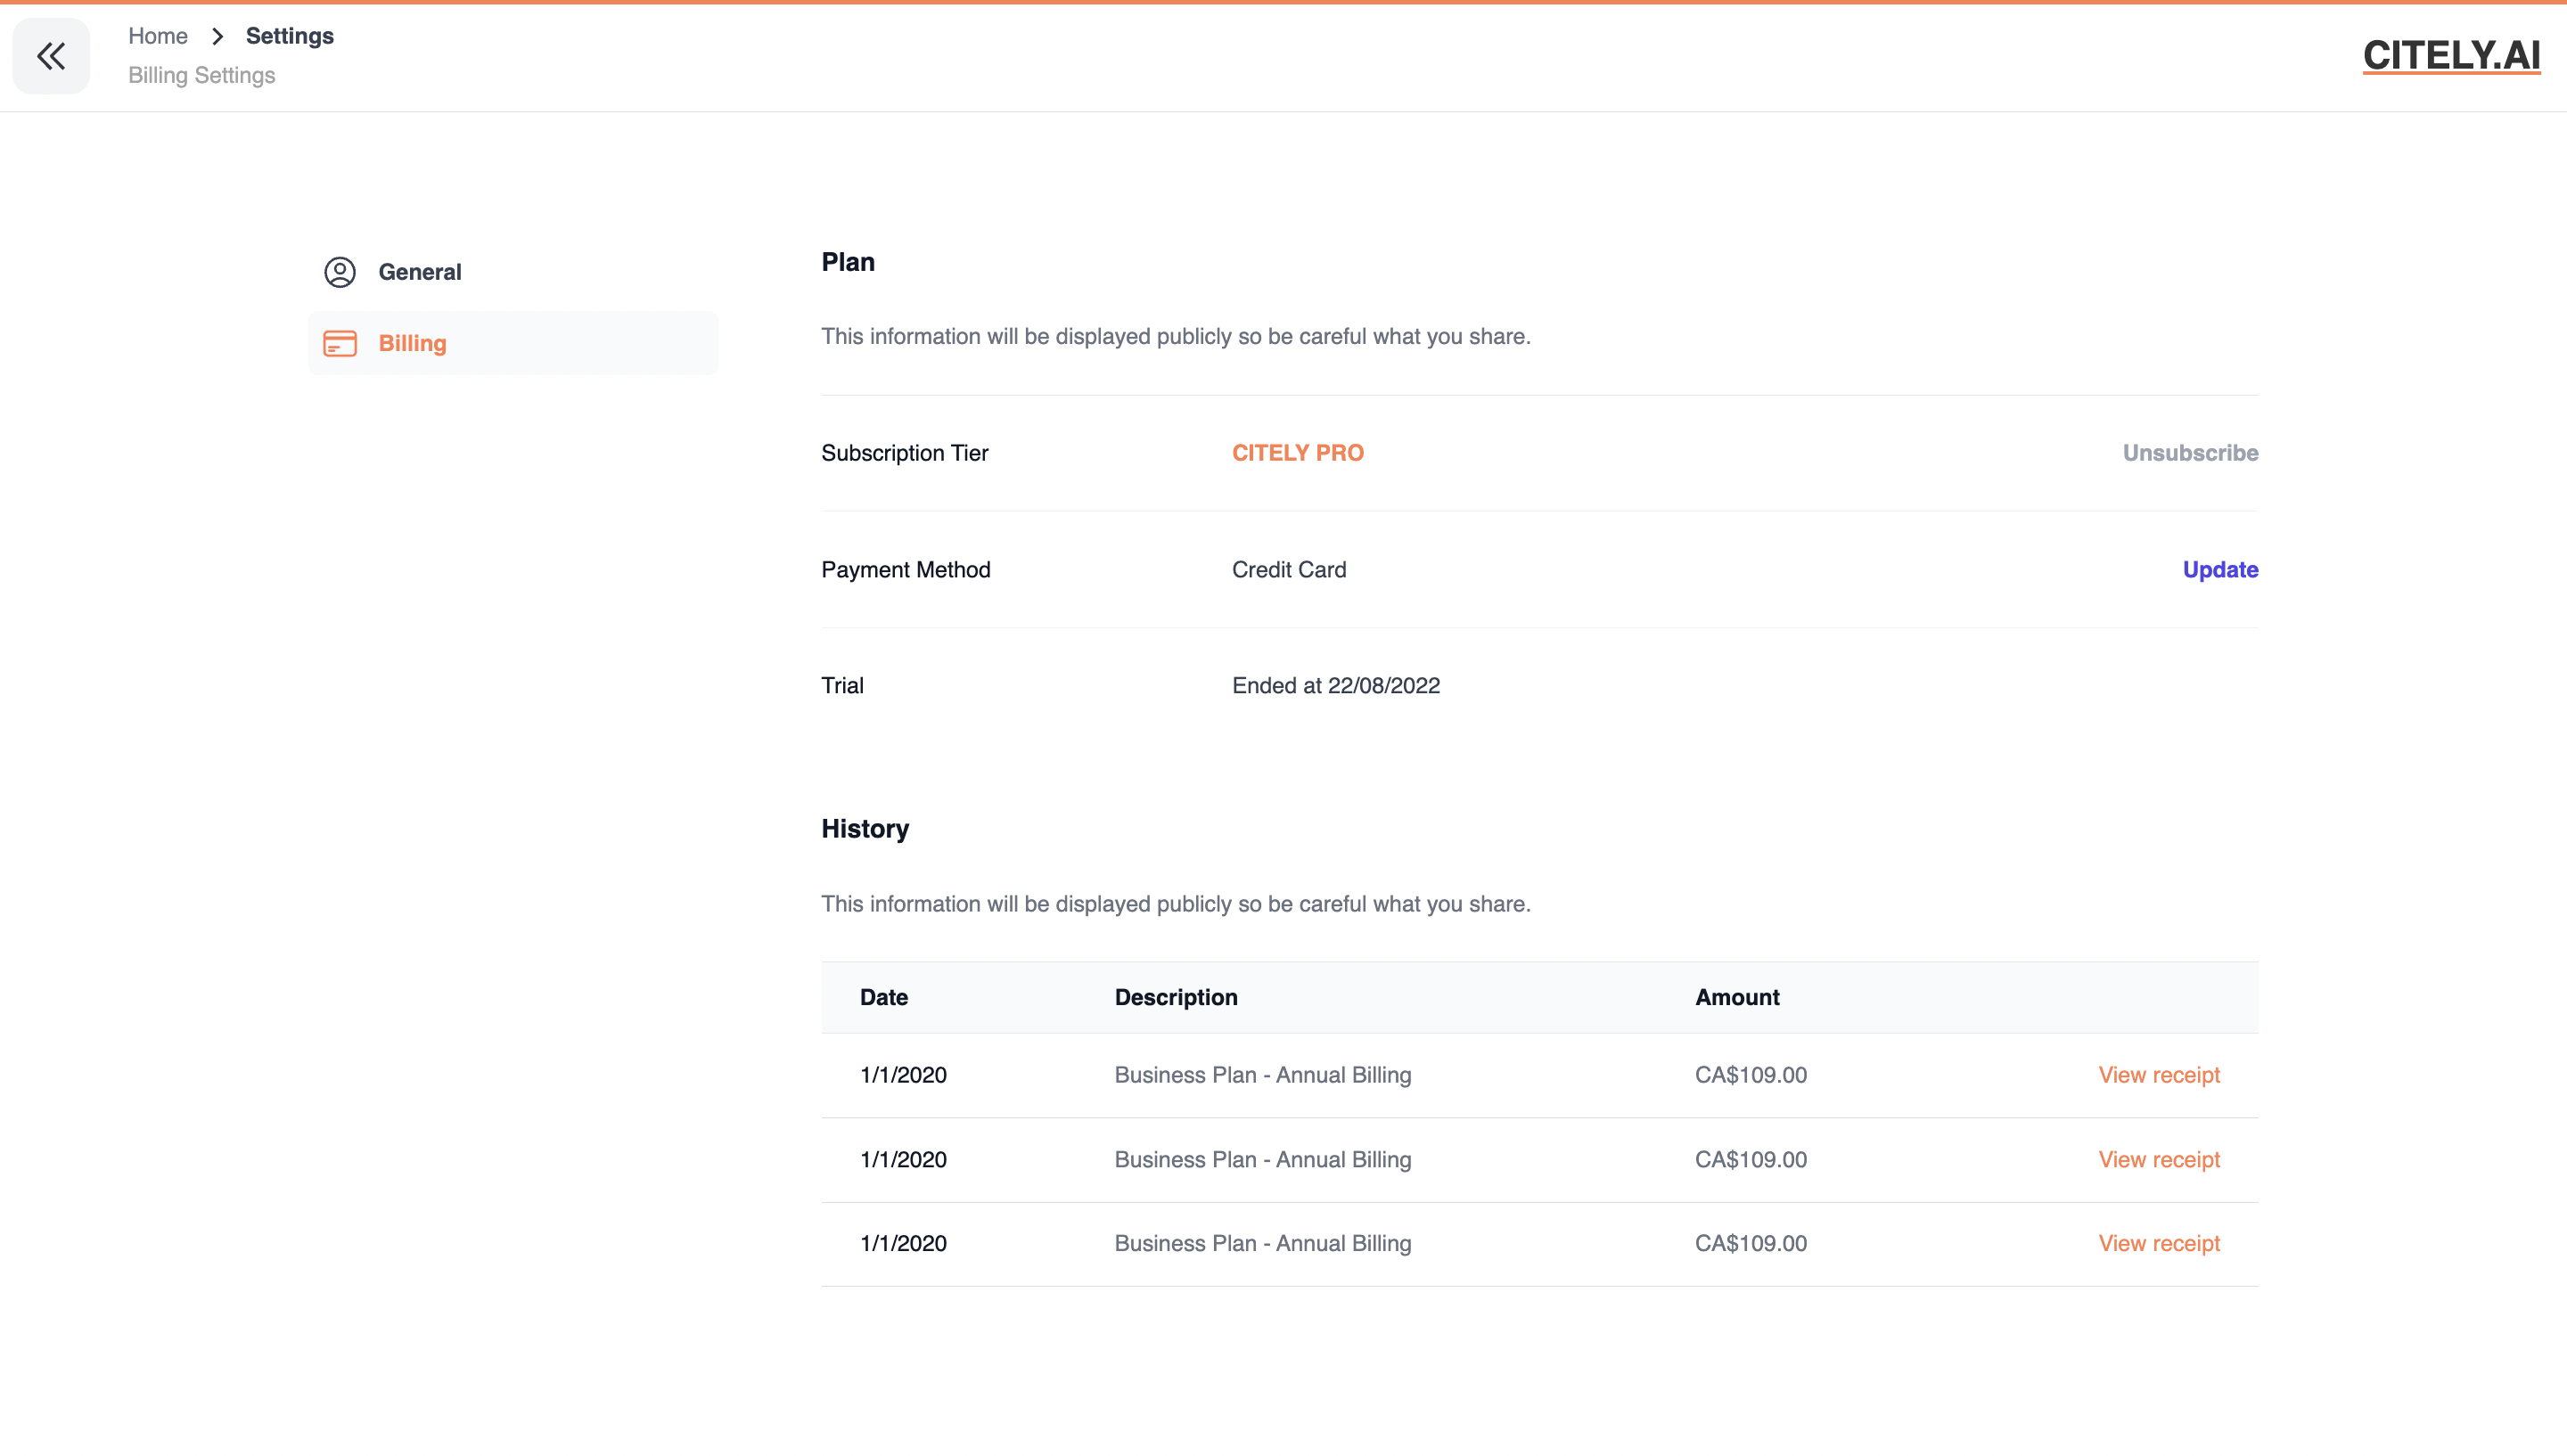 Home > Settings
Billing Settings
CITELY.AI
General
Billing
Plan
This information will be displayed publicly so be careful what you share.
Subscription Tier CITELY PRO Unsubscribe
Payment Method Credit Card Update
Trial Ended at 22/08/2022
History
This information will be displayed publicly so be careful what you share.
Date Description Amount
1/1/2020 Business Plan - Annual Billing CA$109.00 View receipt
1/1/2020 Business Plan - Annual Billing CA$109.00 View receipt
1/1/2020 Business Plan - Annual Billing CA$109.00 View receipt